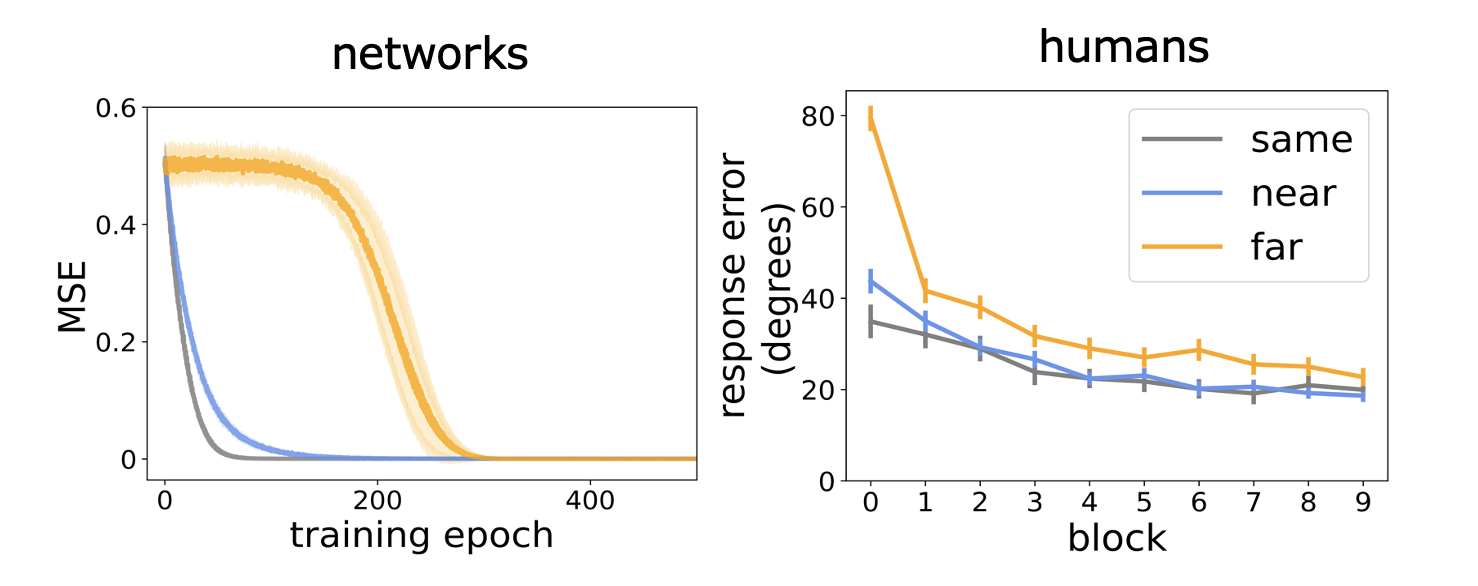 networks
0.6
0.4
0.2
0
MSE
0
200
400
training epoch
humans
80
60
40
20
0
response error
(degrees)
same
near
far
0 1 2 3 4 5 6 7 8 9
block